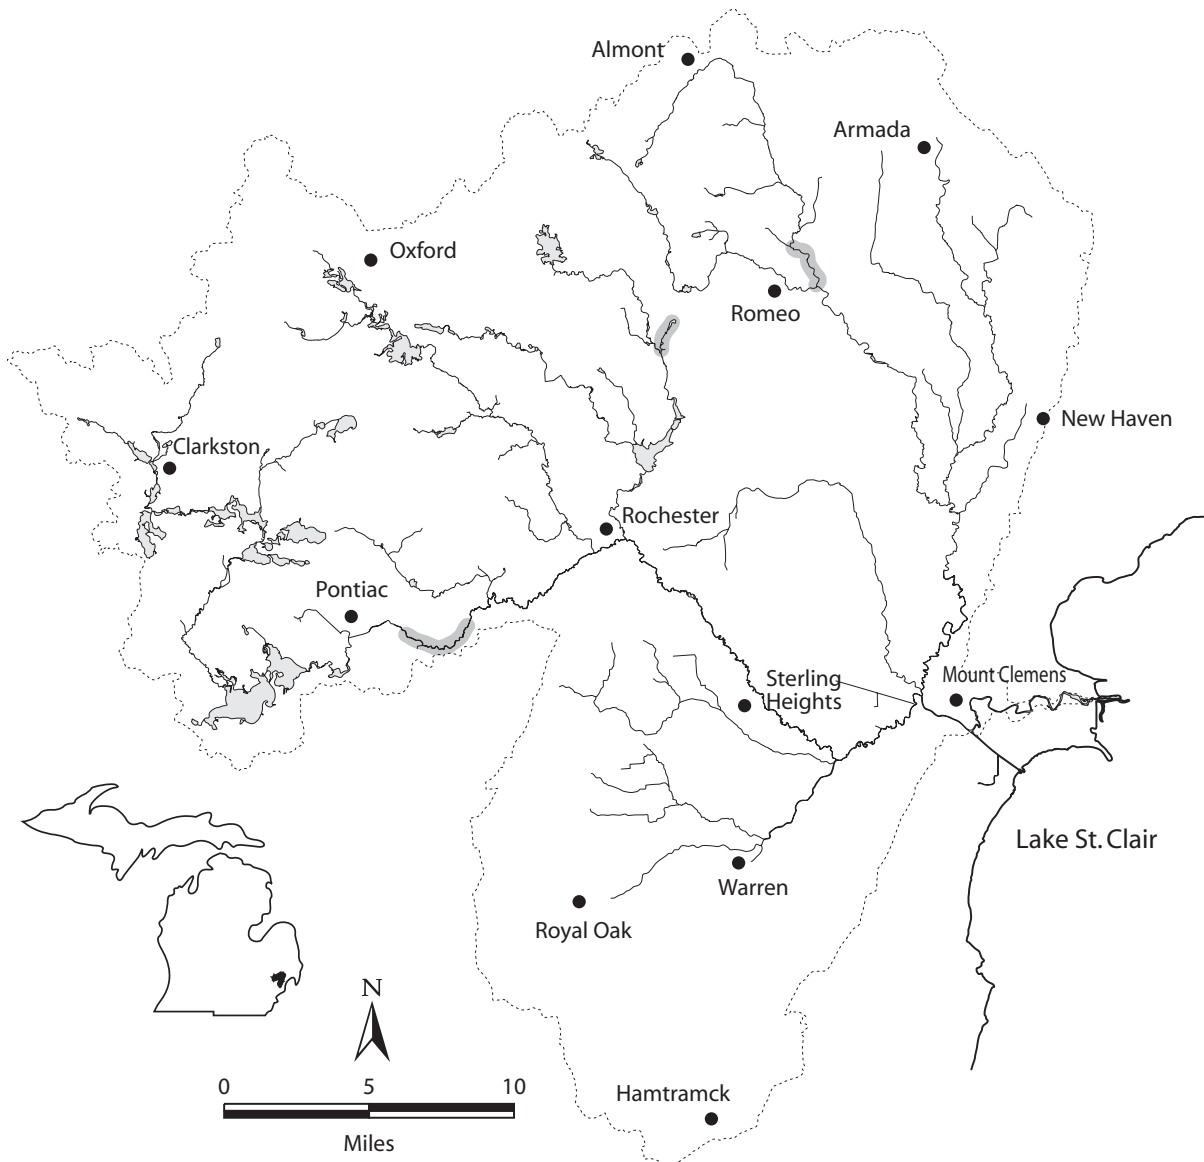 Almont
Armada
Oxford
Romeo
New Haven
Clarkston
Rochester
Pontiac
Sterling
Heights
Mount Clemens
Lake St. Clair
Warren
Royal Oak
N
0 5 10
Miles
Hamtramck